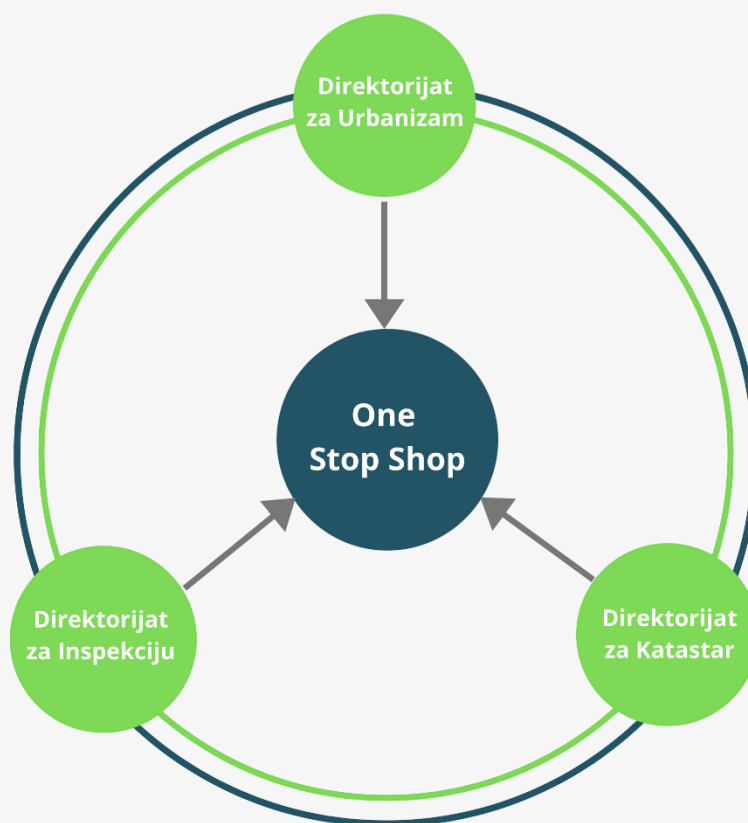 Direktorijat
za Urbanizam
One
Stop Shop
Direktorijat
za Inspekciju
Direktorijat
za Katastar